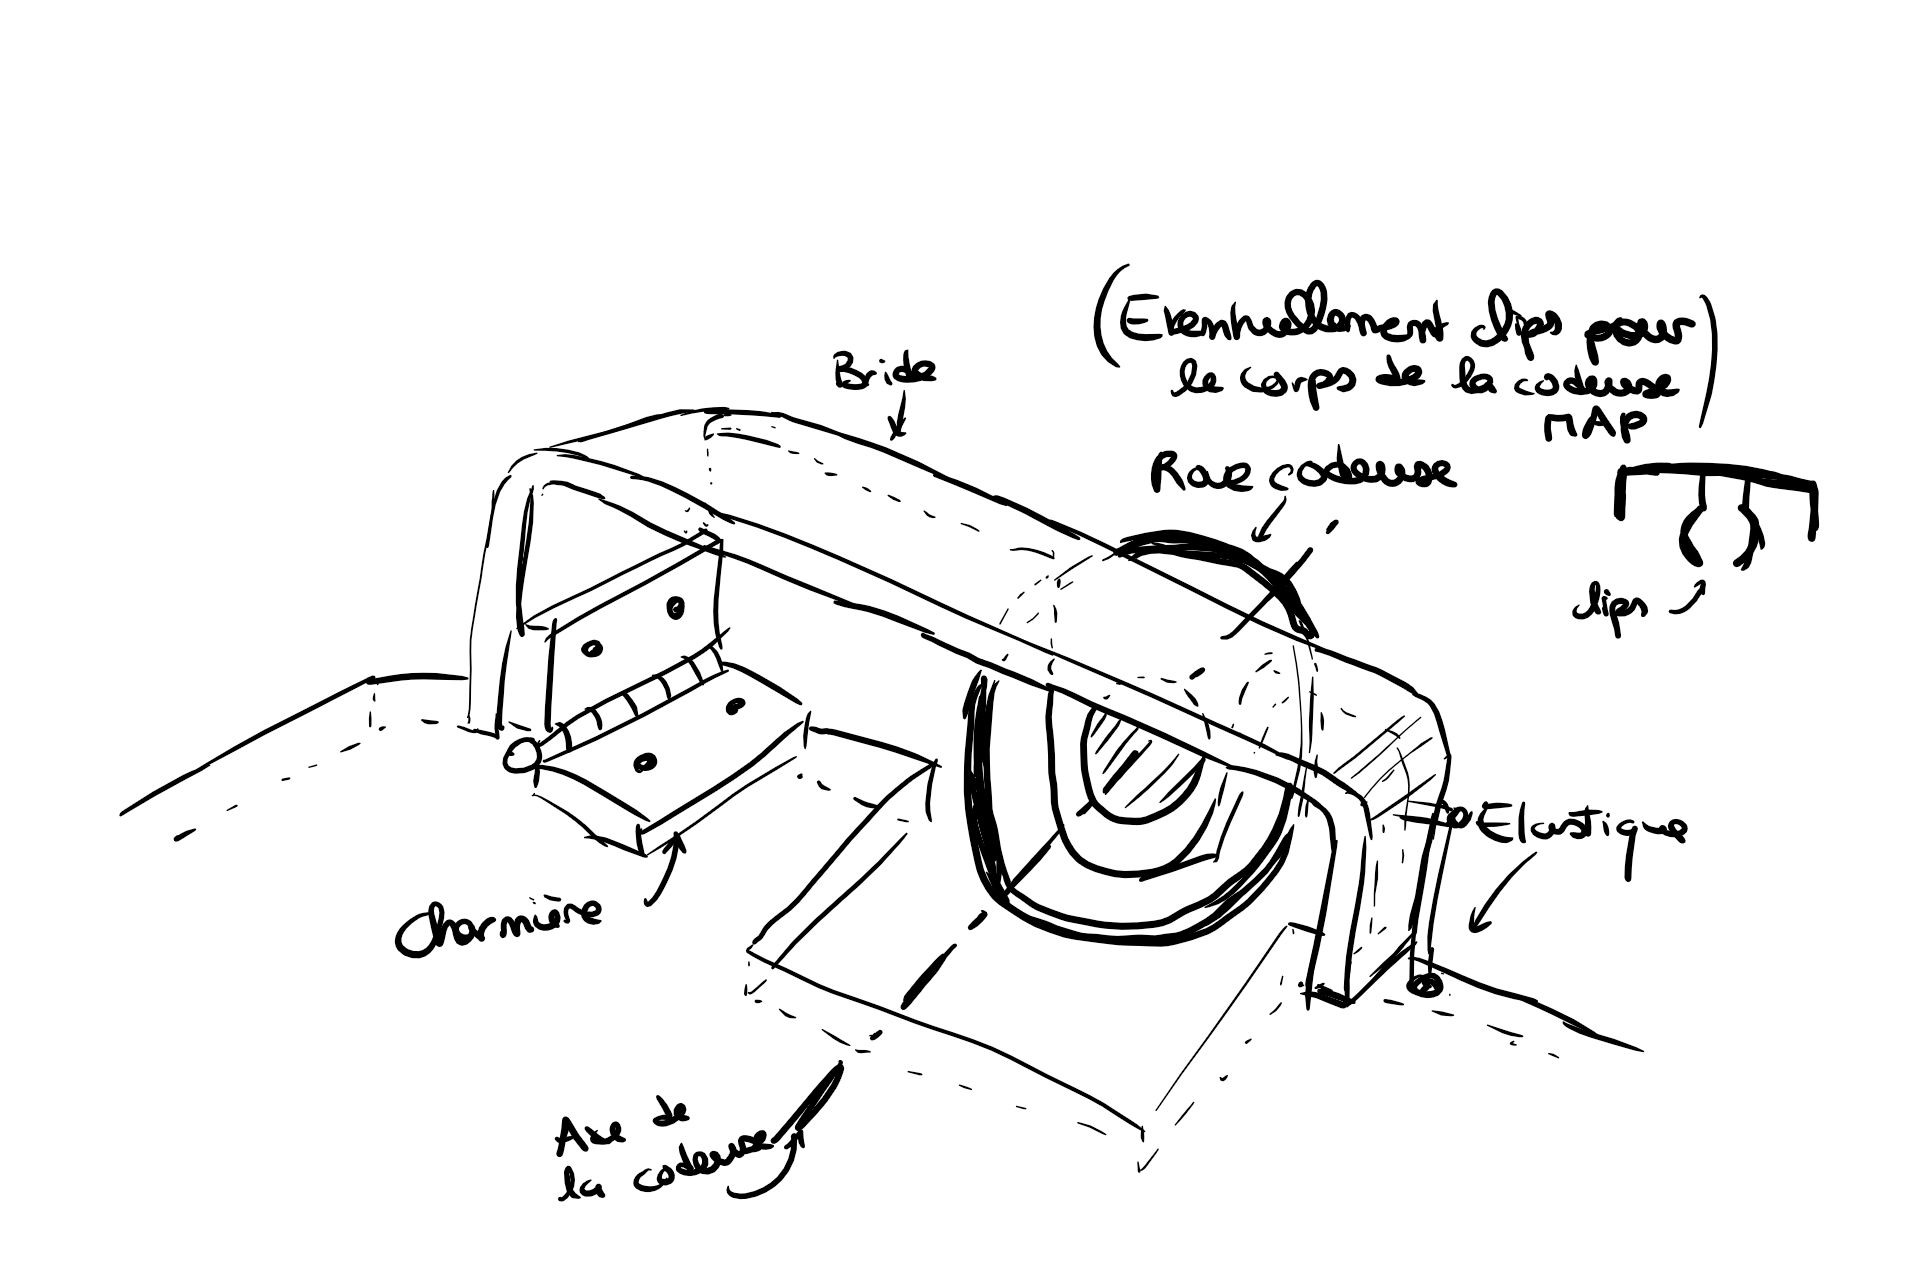 (Eventuellement clips pour)
le corps de la codeuse
MAP
Bride
Roue codeuse
clips
Elastique
Charnière
Axe de
la codeuse